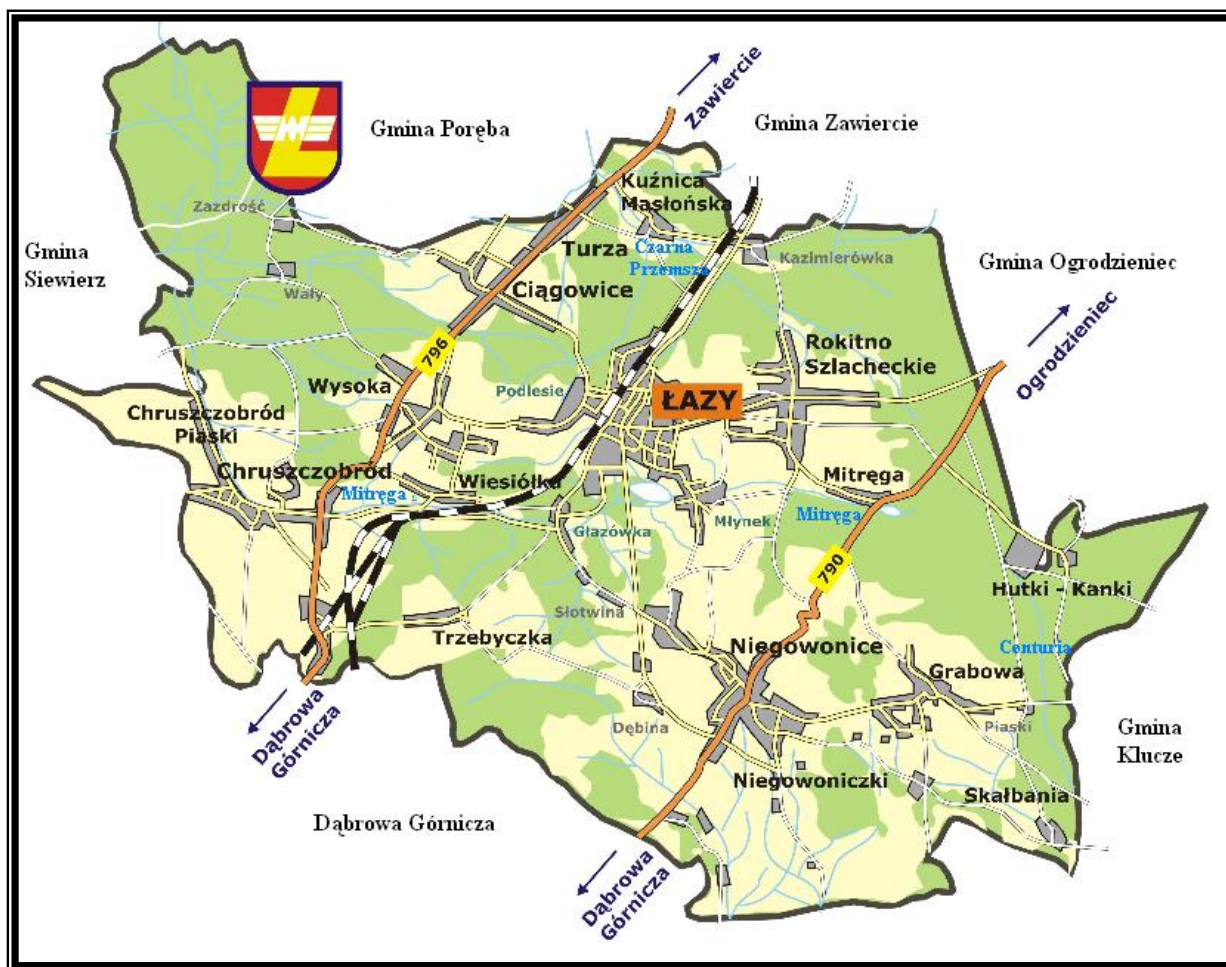 Zawiercie
Gmina Poręba
Gmina Zawiercie
Kuźnica
Masłońska
Zazdrość
Gmina
Siewierz
Turza
Czarna
Przemsza
Kazimierówka
Gmina Ogrodzieniec
Ciągowice
Wały
Ogrodzieniec
796
Rokitno
Szlacheckie
Wysoka
Podlesie
ŁAZY
Chruszczobród
Piaski
Chruszczobród
Wiesiółka
Mitręga
Mitręga
Mitręga
Głazówka
Młynek
790
Hutki - Kanki
Słotwina
Trzebyczka
Niegowonice
Centuria
Grabowa
Dąbrowa
Górnicza
Dębina
Piaski
Gmina
Klucze
Niegowoniczki
Skałbania
Dąbrowa Górnicza
Dąbrowa
Górnicza